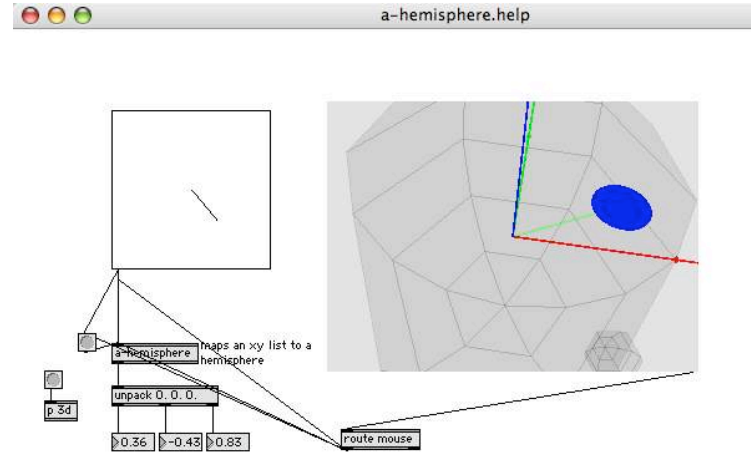 a-hemisphere.help
a-hemisphere
maps an xy list to a
hemisphere
unpack 0. 0. 0.
p 3d
0.36
-0.43
0.83
route mouse